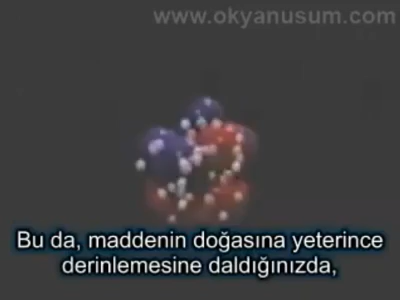 www.okyanusum.com
Bu da, maddenin doğasına yeterince
derinlemesine daldığınızda,